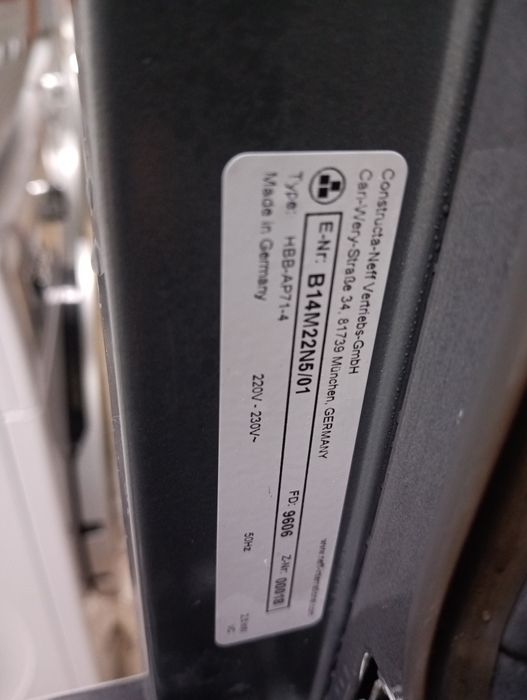 Constructa-Neff Vertriebs-GmbH
Carl-Wery-Straße 34, 81739 München, GERMANY
E-Nr: B14M22N5/01 FD: 9606 Z-Nr: 00018
Type: HBB-AP71-4
Made in Germany 220V - 230V~ 50Hz